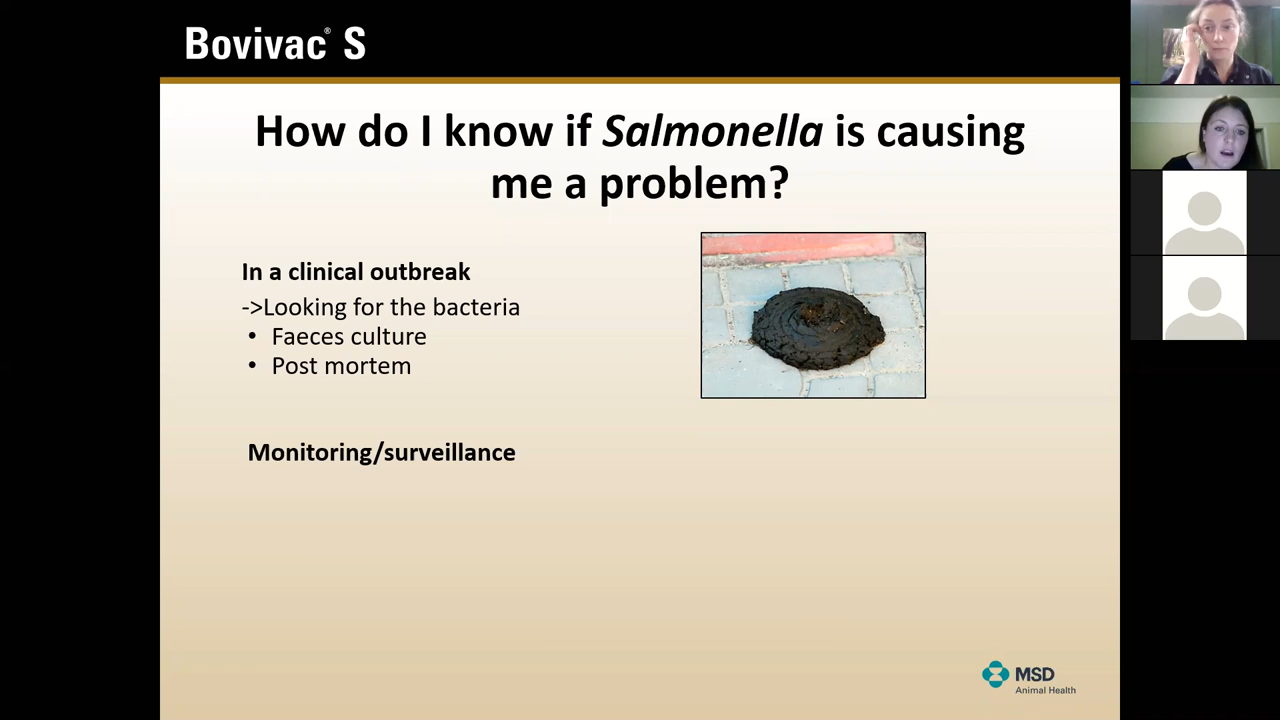 Bovivac® S
How do I know if Salmonella is causing
me a problem?
In a clinical outbreak
->Looking for the bacteria
• Faeces culture
• Post mortem
Monitoring/surveillance
MSD
Animal Health